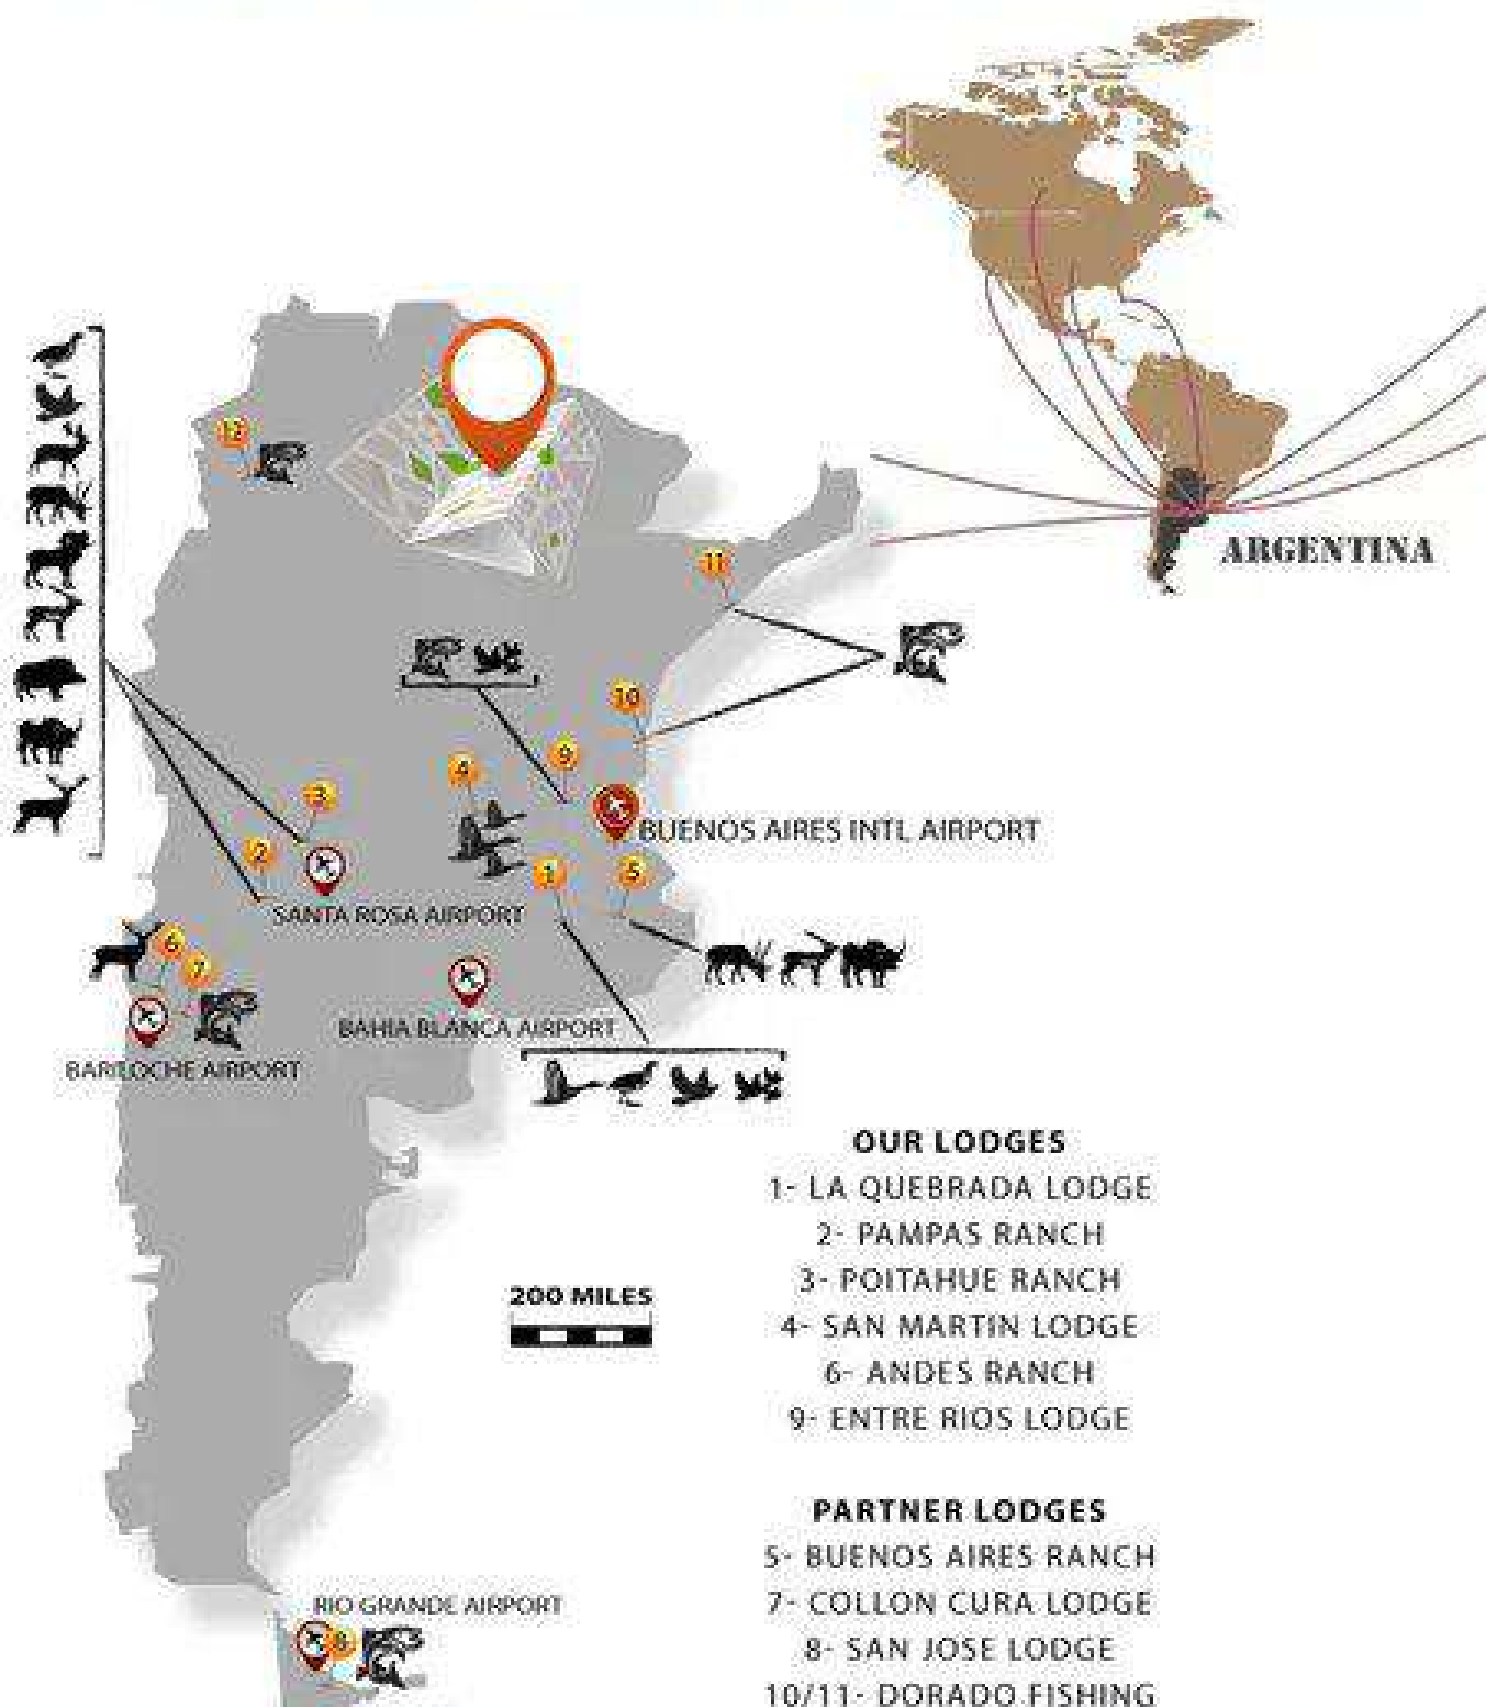 ARGENTINA
12
11
10
9
4
3
BUENOS AIRES INTL AIRPORT
2
1
5
SANTA ROSA AIRPORT
6
7
BAHIA BLANCA AIRPORT
BARILOCHE AIRPORT
OUR LODGES
1- LA QUEBRADA LODGE
2- PAMPAS RANCH
3- POITAHUE RANCH
200 MILES
4- SAN MARTIN LODGE
6- ANDES RANCH
9- ENTRE RIOS LODGE
PARTNER LODGES
5- BUENOS AIRES RANCH
7- COLLON CURA LODGE
8- SAN JOSE LODGE
10/11- DORADO FISHING
RIO GRANDE AIRPORT
8